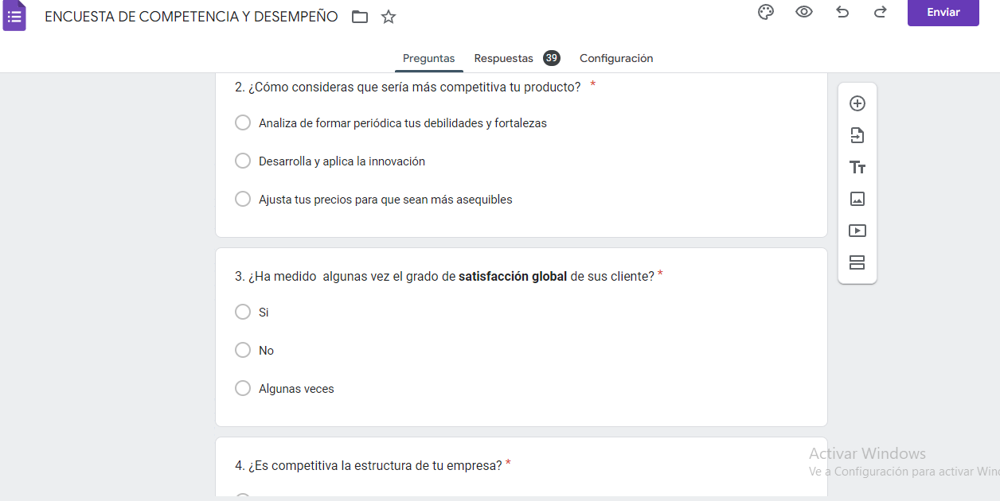 ENCUESTA DE COMPETENCIA Y DESEMPEÑO
Enviar
Preguntas Respuestas 39 Configuración
2. ¿Cómo consideras que sería más competitiva tu producto? *
Analiza de formar periódica tus debilidades y fortalezas
Desarrolla y aplica la innovación
Ajusta tus precios para que sean más asequibles
Tт
3. ¿Ha medido  algunas vez el grado de satisfacción global de sus cliente? *
Si
No
Algunas veces
4. ¿Es competitiva la estructura de tu empresa? *
Activar Windows
Ve a Configuración para activar